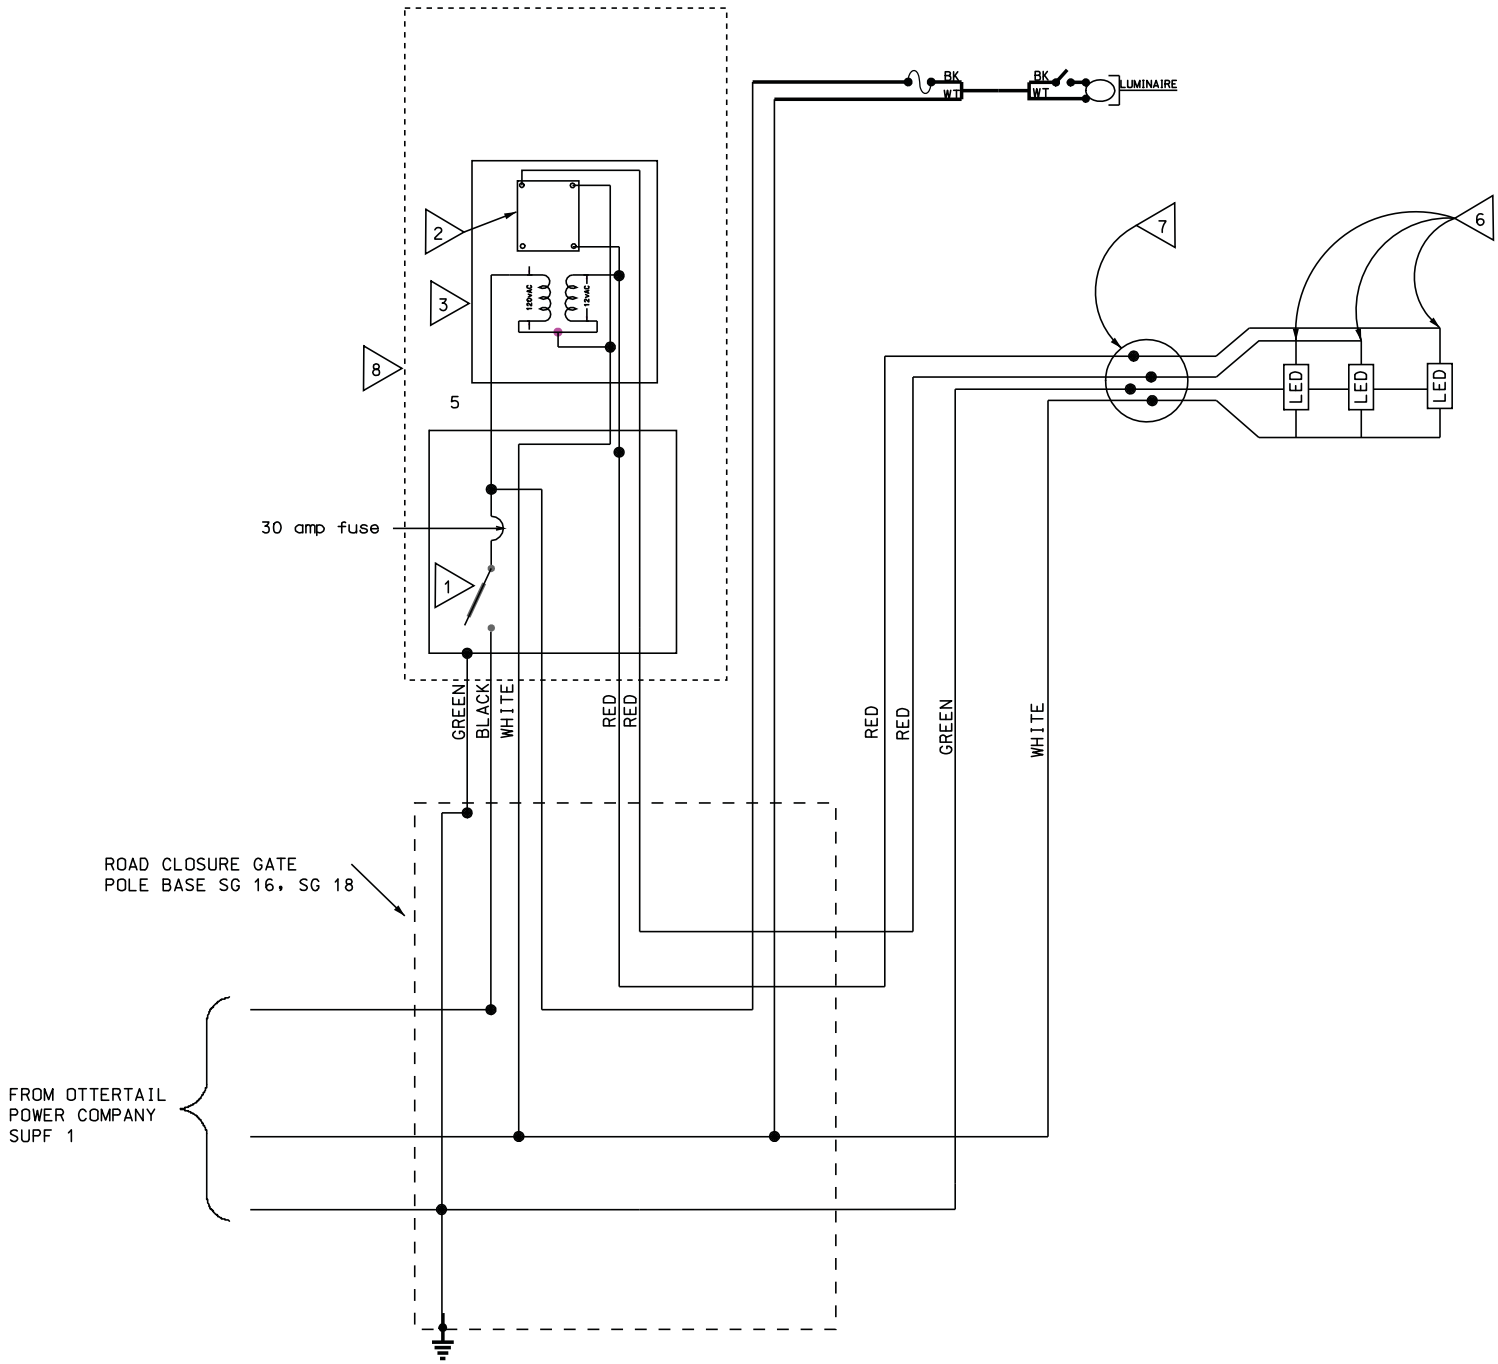 BK
WT
BK
WT
LUMINAIRE
2
3
120vAC
12vAC
8
5
7
6
LED
LED
LED
30 amp fuse
1
GREEN
BLACK
WHITE
RED
RED
RED
RED
GREEN
WHITE
ROAD CLOSURE GATE
POLE BASE SG 16, SG 18
FROM OTTERTAIL
POWER COMPANY
SUPF 1